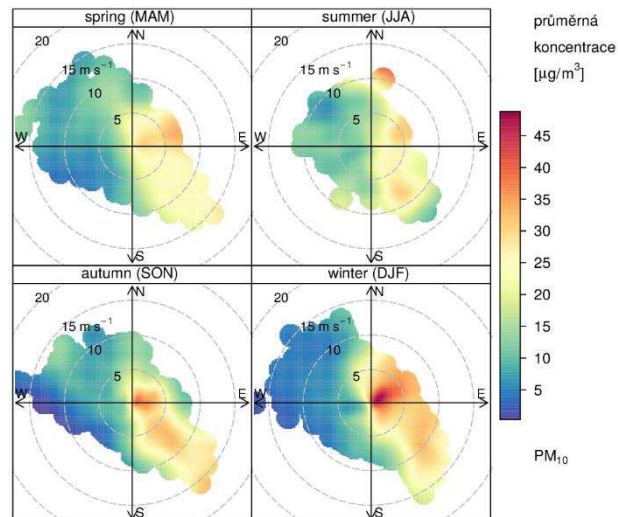 spring (MAM)
summer (JJA)
průměrná
koncentrace
[µg/m³]
20
15 m s⁻¹
10
5
N
W
E
S
20
15 m s⁻¹
10
5
N
W
E
S
autumn (SON)
winter (DJF)
20
15 m s⁻¹
10
5
N
W
E
S
20
15 m s⁻¹
10
5
N
W
E
S
45
40
35
30
25
20
15
10
5
PM₁₀